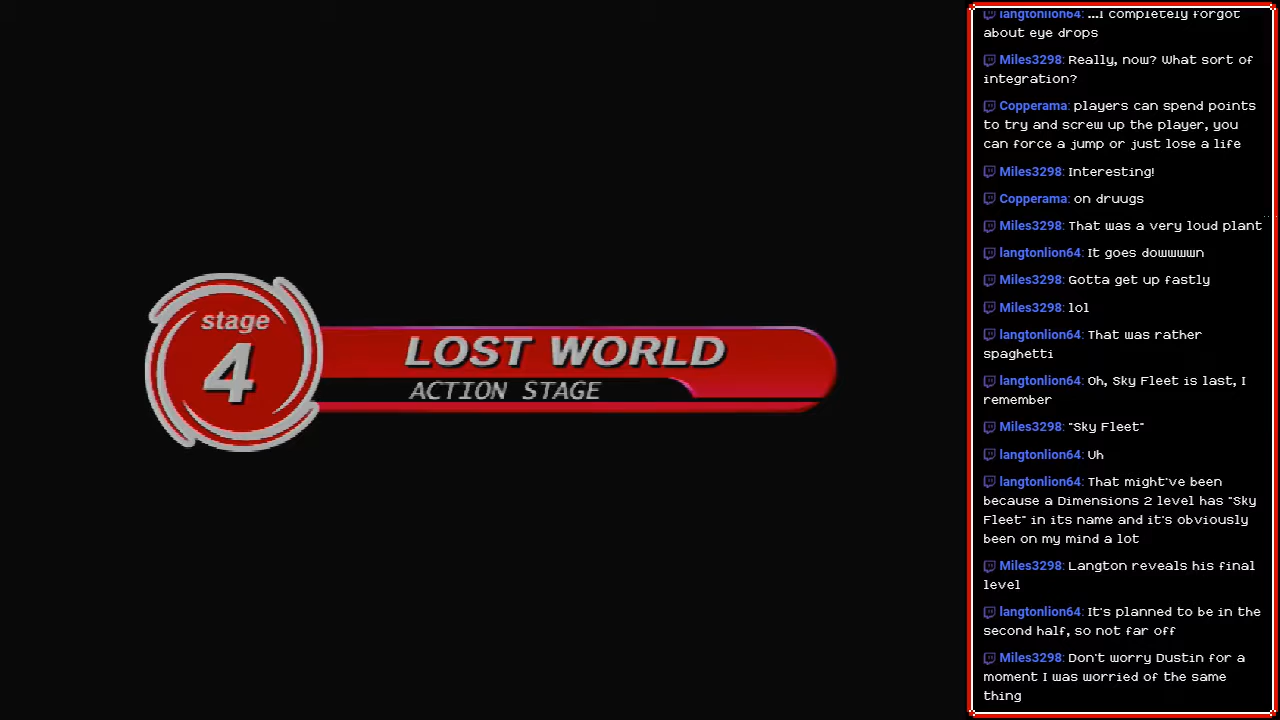 stage
4
LOST WORLD
ACTION STAGE
langtonlion64: ...I completely forgot
about eye drops
Miles3298: Really, now? What sort of
integration?
Copperama: players can spend points
to try and screw up the player, you
can force a jump or just lose a life
Miles3298: Interesting!
Copperama: on druugs
Miles3298: That was a very loud plant
langtonlion64: It goes dowwwwn
Miles3298: Gotta get up fastly
Miles3298: lol
langtonlion64: That was rather
spaghetti
langtonlion64: Oh, Sky Fleet is last, I
remember
Miles3298: "Sky Fleet"
langtonlion64: Uh
langtonlion64: That might've been
because a Dimensions 2 level has "Sky
Fleet" in its name and it's obviously
been on my mind a lot
Miles3298: Langton reveals his final
level
langtonlion64: It's planned to be in the
second half, so not far off
Miles3298: Don't worry Dustin for a
moment I was worried of the same
thing